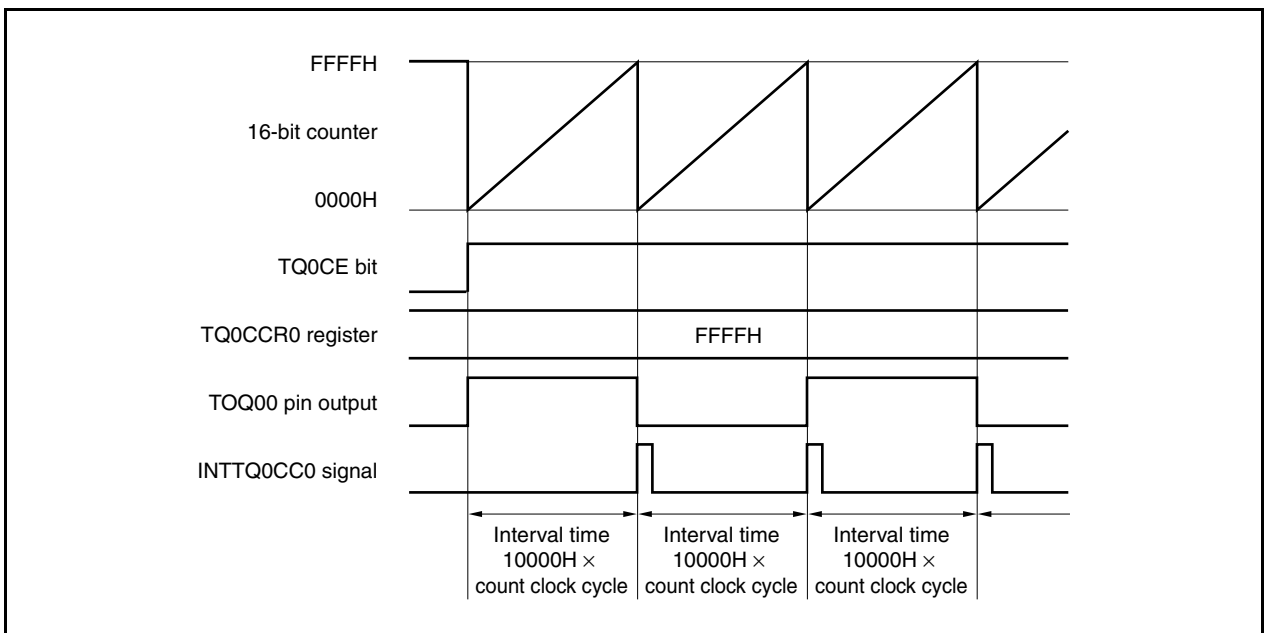 FFFFH
16-bit counter
0000H
TQ0CE bit
TQ0CCR0 register
FFFFH
TOQ00 pin output
INTTQ0CC0 signal
Interval time
10000H ×
count clock cycle
Interval time
10000H ×
count clock cycle
Interval time
10000H ×
count clock cycle